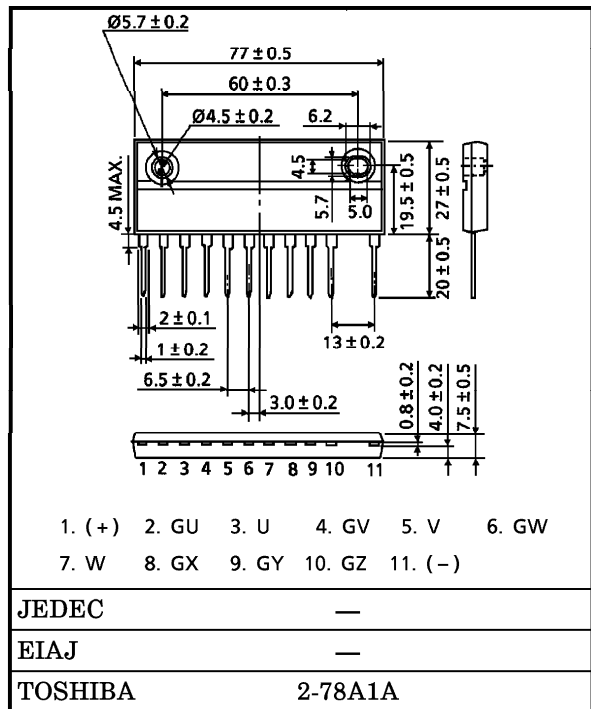 Ø5.7 ± 0.2
77 ± 0.5
60 ± 0.3
Ø4.5 ± 0.2
6.2
4.5 MAX.
4.5
5.7
5.0
19.5 ± 0.5
27 ± 0.5
20 ± 0.5
2 ± 0.1
13 ± 0.2
1 ± 0.2
6.5 ± 0.2
3.0 ± 0.2
0.8 ± 0.2
4.0 ± 0.2
7.5 ± 0.5
1 2 3 4 5 6 7 8 9 10 11
1. (+) 2. GU 3. U 4. GV 5. V 6. GW
7. W 8. GX 9. GY 10. GZ 11. (−)
JEDEC —
EIAJ —
TOSHIBA 2-78A1A